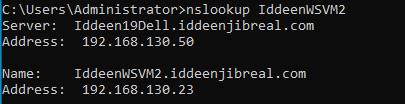 C:\Users\Administrator>nslookup IddeenWSVM2
Server:  Iddeen19Dell.iddeenjibreal.com
Address:  192.168.130.50

Name:    IddeenWSVM2.iddeenjibreal.com
Address:  192.168.130.23